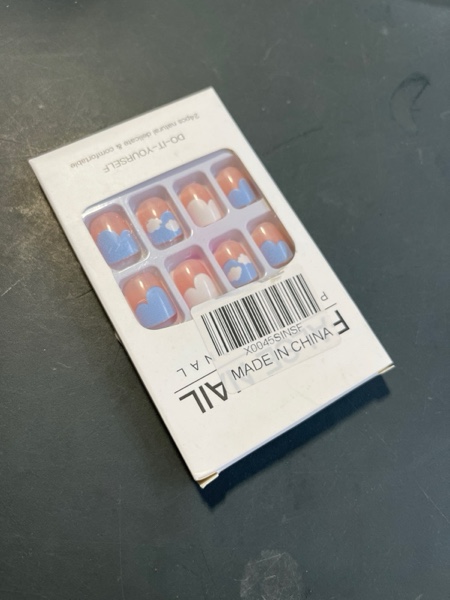 24pcs natural delicate & comfortable
DO-IT-YOURSELF
X0045SINSF
MADE IN CHINA